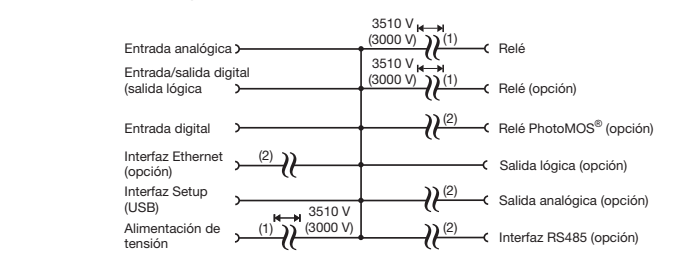 3510 V
(3000 V) (1)
Entrada analógica Relé
3510 V
Entrada/salida digital (3000 V) (1)
(salida lógica Relé (opción)
(2)
Entrada digital Relé PhotoMOS® (opción)
Interfaz Ethernet (2)
(opción) Salida lógica (opción)
Interfaz Setup (2)
(USB) Salida analógica (opción)
3510 V
Alimentación de (1) (3000 V) (2)
tensión Interfaz RS485 (opción)